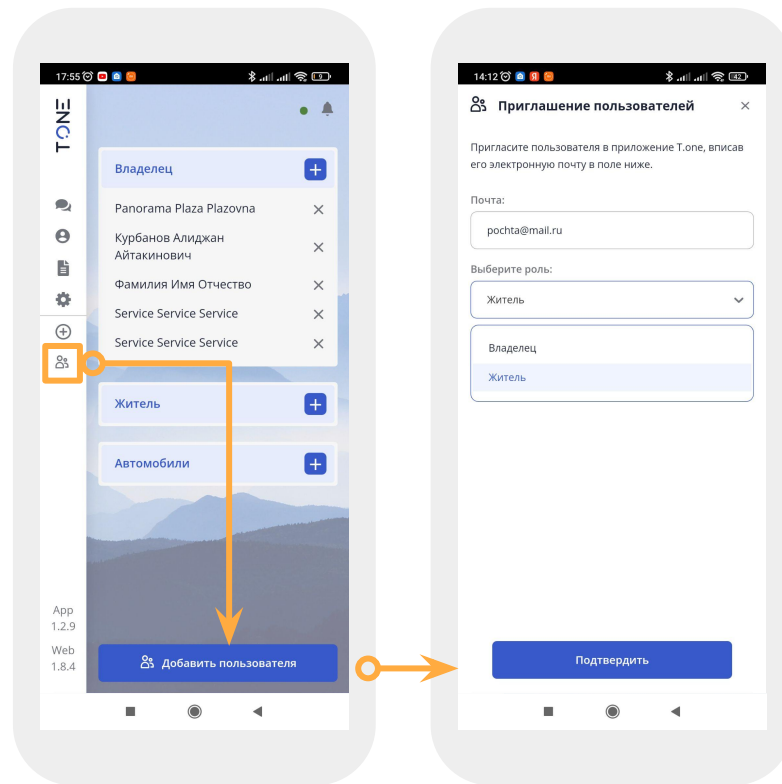 17:55
9
T.ONE
Владелец
Panorama Plaza Plazovna
Курбанов Алиджан
Айтакинович
Фамилия Имя Отчество
Service Service Service
Service Service Service
Житель
Автомобили
App
1.2.9
Web
1.8.4
Добавить пользователя
14:12
Я
42
Приглашение пользователей
Пригласите пользователя в приложение T.one, вписав
его электронную почту в поле ниже.
Почта:
pochta@mail.ru
Выберите роль:
Житель
Владелец
Житель
Подтвердить